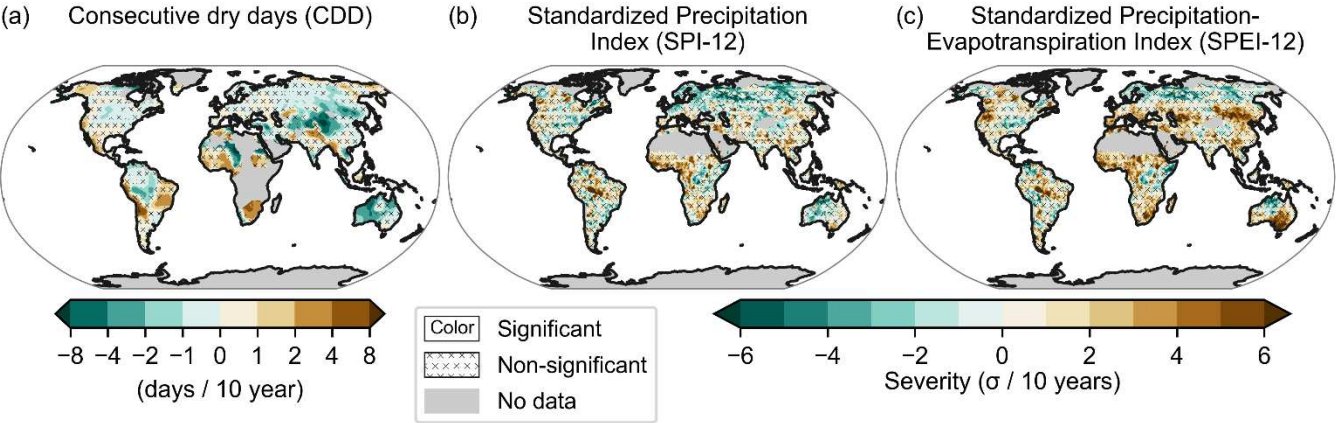 (a) Consecutive dry days (CDD)
(b) Standardized Precipitation
Index (SPI-12)
(c) Standardized Precipitation-
Evapotranspiration Index (SPEI-12)
−8 −4 −2 −1 0 1 2 4 8
(days / 10 year)
Color Significant
Non-significant
No data
−6 −4 −2 0 2 4 6
Severity (σ / 10 years)